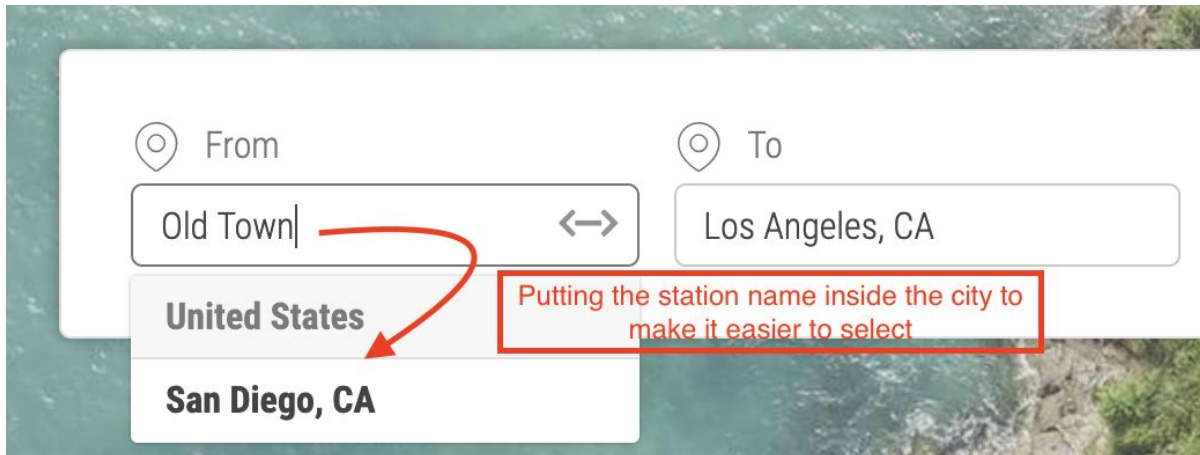 From
To
Old Town
Los Angeles, CA
United States
Putting the station name inside the city to
make it easier to select
San Diego, CA